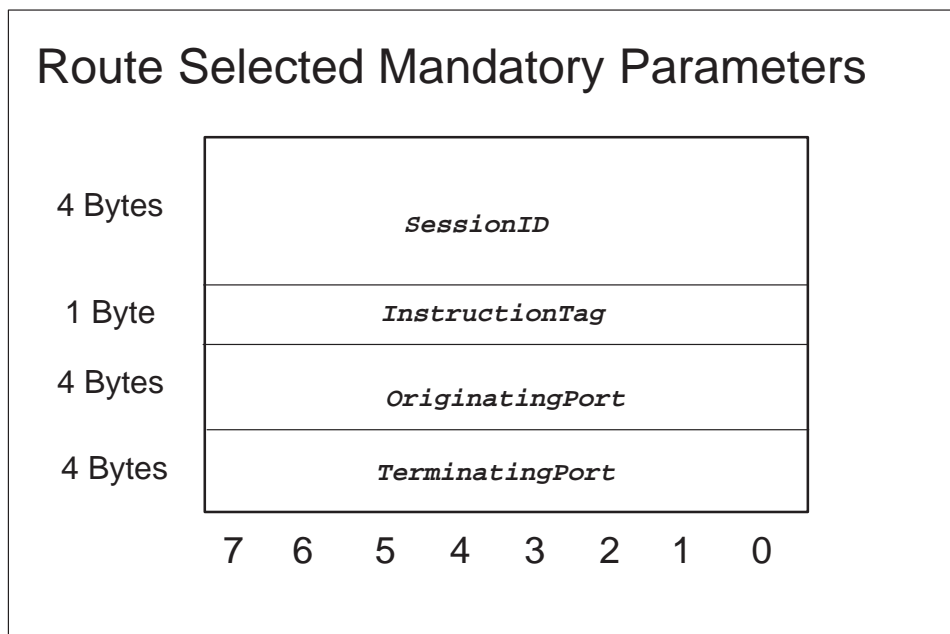 Route Selected Mandatory Parameters
4 Bytes
SessionID
1 Byte
InstructionTag
4 Bytes
OriginatingPort
4 Bytes
TerminatingPort
7 6 5 4 3 2 1 0